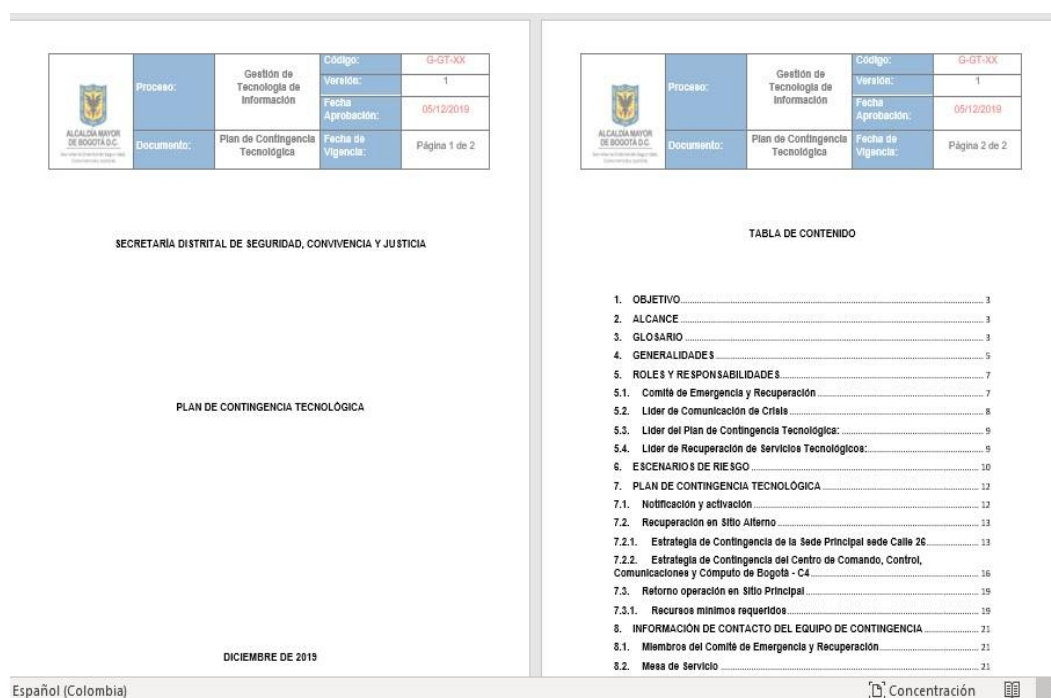 ALCALDÍA MAYOR
DE BOGOTÁ D.C.
Proceso:
Gestión de
Tecnología de
Información
Código:
G-GT-XX
Versión:
1
Fecha
Aprobación:
05/12/2019
Documento:
Plan de Contingencia
Tecnológica
Fecha de
Vigencia:
Página 1 de 2
SECRETARÍA DISTRITAL DE SEGURIDAD, CONVIVENCIA Y JUSTICIA
PLAN DE CONTINGENCIA TECNOLÓGICA
DICIEMBRE DE 2019
ALCALDÍA MAYOR
DE BOGOTÁ D.C.
Proceso:
Gestión de
Tecnología de
Información
Código:
G-GT-XX
Versión:
1
Fecha
Aprobación:
05/12/2019
Documento:
Plan de Contingencia
Tecnológica
Fecha de
Vigencia:
Página 2 de 2
TABLA DE CONTENIDO
1. OBJETIVO 3
2. ALCANCE 3
3. GLOSARIO 3
4. GENERALIDADES 5
5. ROLES Y RESPONSABILIDADES 7
5.1. Comité de Emergencia y Recuperación 7
5.2. Líder de Comunicación de Crisis 8
5.3. Líder del Plan de Contingencia Tecnológica: 9
5.4. Líder de Recuperación de Servicios Tecnológicos: 9
6. ESCENARIOS DE RIESGO 10
7. PLAN DE CONTINGENCIA TECNOLÓGICA 12
7.1. Notificación y activación 12
7.2. Recuperación en Sitio Alterno 13
7.2.1. Estrategia de Contingencia de la Sede Principal sede Calle 26 13
7.2.2. Estrategia de Contingencia del Centro de Comando, Control,
Comunicaciones y Cómputo de Bogotá - C4 16
7.3. Retorno operación en Sitio Principal 19
7.3.1. Recursos mínimos requeridos 19
8. INFORMACIÓN DE CONTACTO DEL EQUIPO DE CONTINGENCIA 21
8.1. Miembros del Comité de Emergencia y Recuperación 21
8.2. Mesa de Servicio 21
Español (Colombia)
Concentración